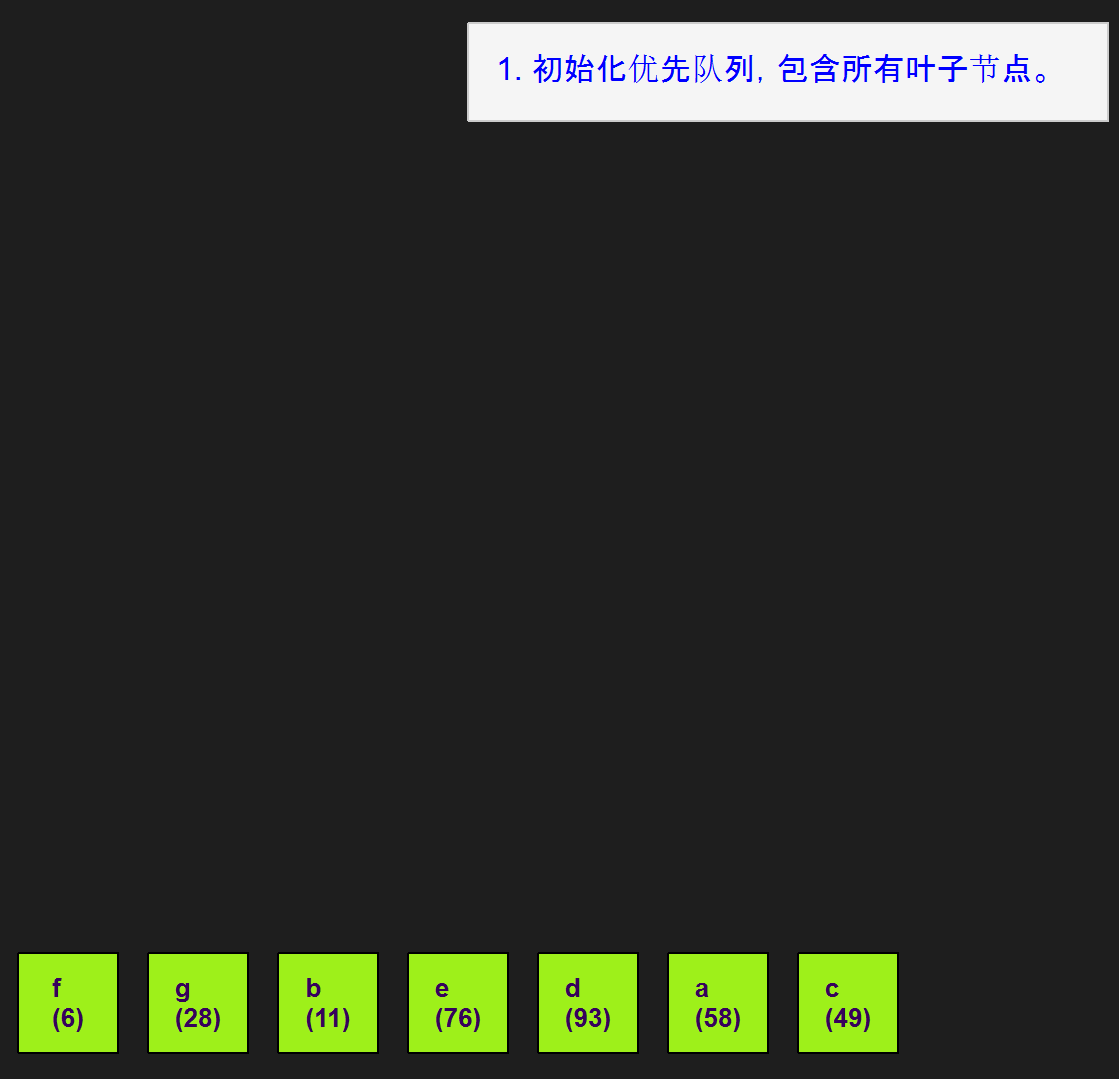 1. 初始化优先队列, 包含所有叶子节点。
f
(6)
g
(28)
b
(11)
e
(76)
d
(93)
a
(58)
c
(49)